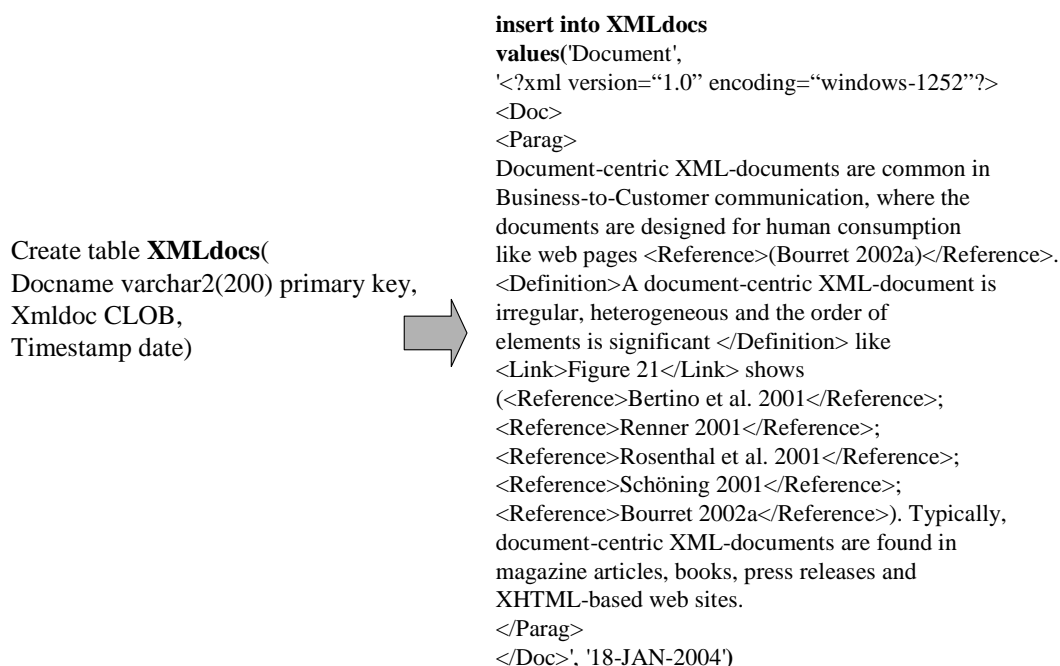 Create table XMLdocs(
Docname varchar2(200) primary key,
Xmldoc CLOB,
Timestamp date)
insert into XMLdocs
values('Document',
'<?xml version=“1.0” encoding=“windows-1252”?>
<Doc>
<Parag>
Document-centric XML-documents are common in
Business-to-Customer communication, where the
documents are designed for human consumption
like web pages <Reference>(Bourret 2002a)</Reference>.
<Definition>A document-centric XML-document is
irregular, heterogeneous and the order of
elements is significant </Definition> like
<Link>Figure 21</Link> shows
(<Reference>Bertino et al. 2001</Reference>;
<Reference>Renner 2001</Reference>;
<Reference>Rosenthal et al. 2001</Reference>;
<Reference>Schöning 2001</Reference>;
<Reference>Bourret 2002a</Reference>). Typically,
document-centric XML-documents are found in
magazine articles, books, press releases and
XHTML-based web sites.
</Parag>
</Doc>', '18-JAN-2004')